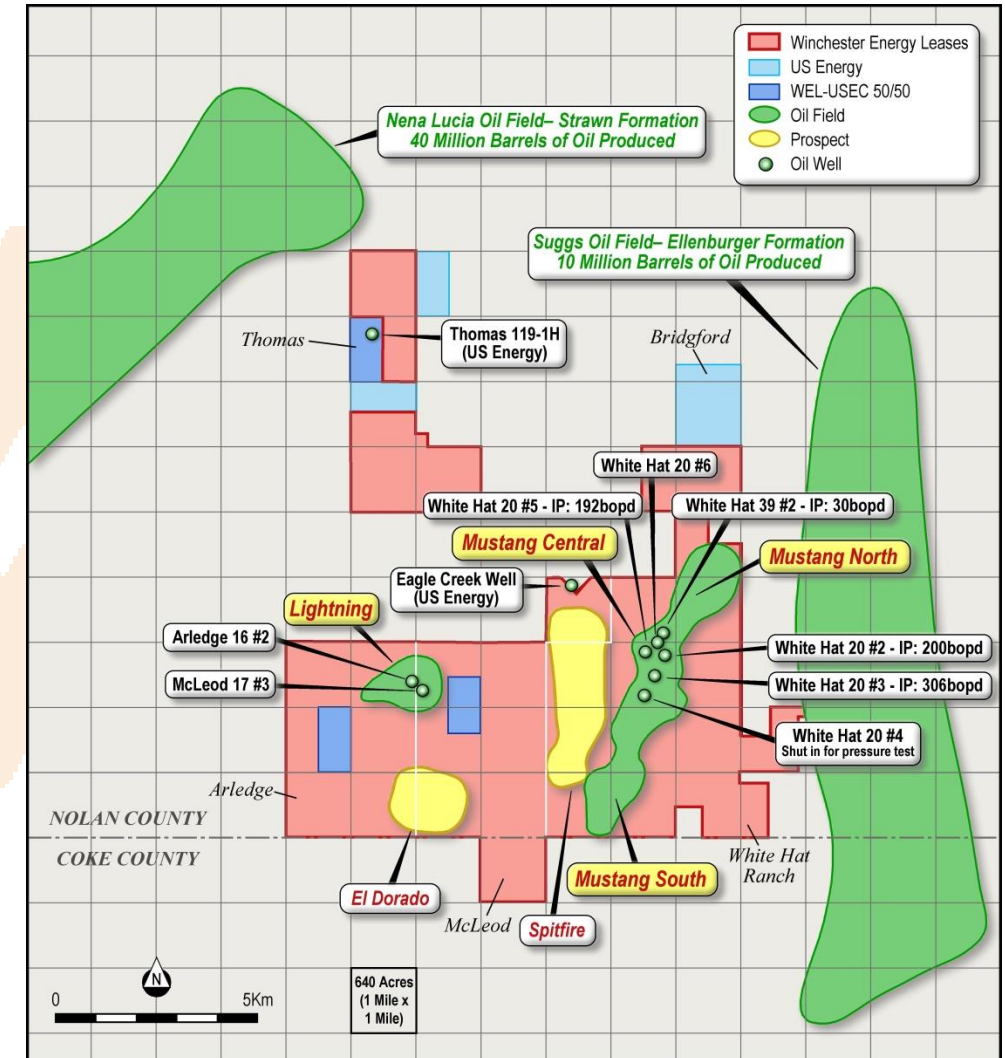 Winchester Energy Leases
US Energy
WEL-USEC 50/50
Oil Field
Prospect
Oil Well
Nena Lucia Oil Field– Strawn Formation
40 Million Barrels of Oil Produced
Suggs Oil Field– Ellenburger Formation
10 Million Barrels of Oil Produced
Thomas
Thomas 119-1H
(US Energy)
Bridgford
White Hat 20 #6
White Hat 20 #5 - IP: 192bopd
White Hat 39 #2 - IP: 30bopd
Mustang Central
Mustang North
Eagle Creek Well
(US Energy)
Lightning
Arledge 16 #2
McLeod 17 #3
White Hat 20 #2 - IP: 200bopd
White Hat 20 #3 - IP: 306bopd
White Hat 20 #4
Shut in for pressure test
Arledge
NOLAN COUNTY
COKE COUNTY
White Hat
Ranch
El Dorado
McLeod
Spitfire
Mustang South
N
0
5Km
640 Acres
(1 Mile x
1 Mile)